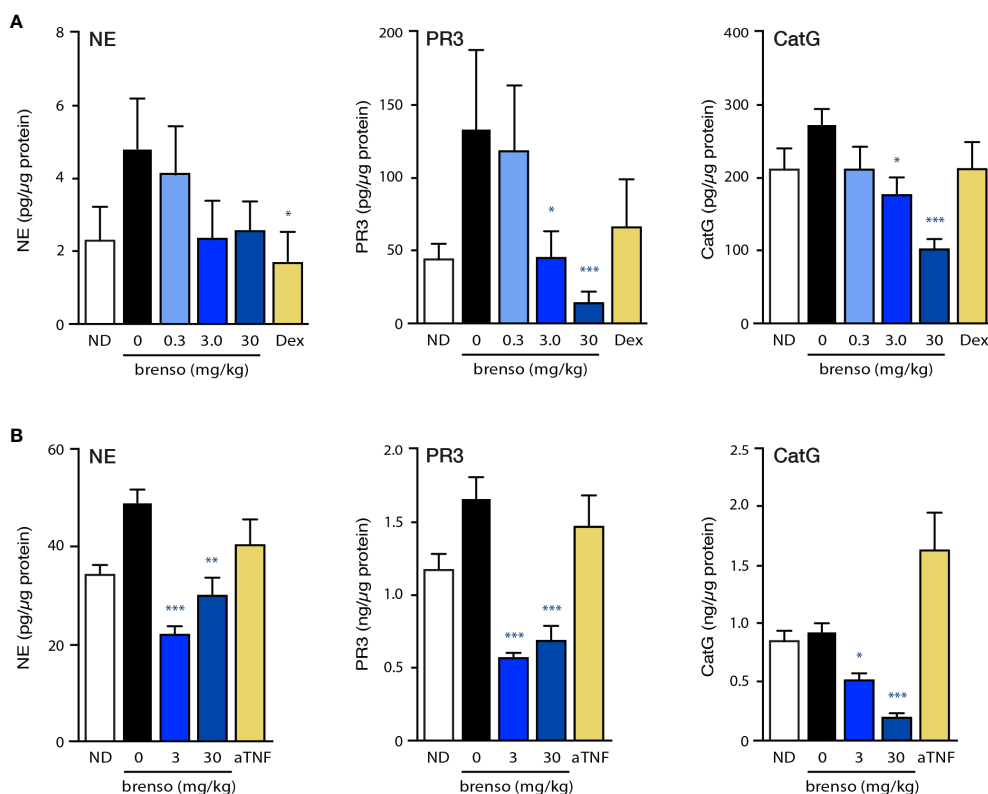 A
NE
NE (pg/µg protein)
8
6
4
2
0
*
ND 0 0.3 3.0 30 Dex
brenso (mg/kg)
PR3
PR3 (pg/µg protein)
200
150
100
50
0
*
***
ND 0 0.3 3.0 30 Dex
brenso (mg/kg)
CatG
CatG (pg/µg protein)
400
300
200
100
0
*
***
ND 0 0.3 3.0 30 Dex
brenso (mg/kg)
B
NE
NE (pg/µg protein)
60
40
20
0
***
**
ND 0 3 30 aTNF
brenso (mg/kg)
PR3
PR3 (ng/µg protein)
2.0
1.5
1.0
0.5
0
***
***
ND 0 3 30 aTNF
brenso (mg/kg)
CatG
CatG (ng/µg protein)
2.5
2.0
1.5
1.0
0.5
0
*
***
ND 0 3 30 aTNF
brenso (mg/kg)